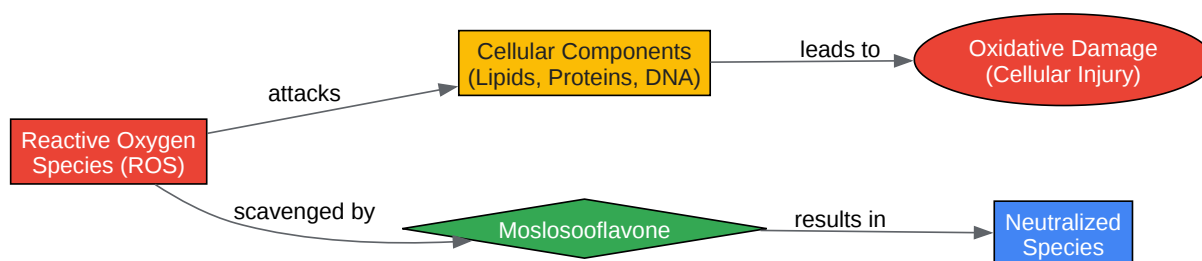 Cellular Components
(Lipids, Proteins, DNA)
leads to
Oxidative Damage
(Cellular Injury)
attacks
Reactive Oxygen
Species (ROS)
scavenged by
Moslosooflavone
results in
Neutralized
Species